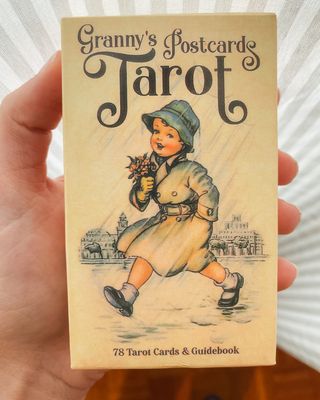 Granny's Postcards
Tarot
78 Tarot Cards & Guidebook